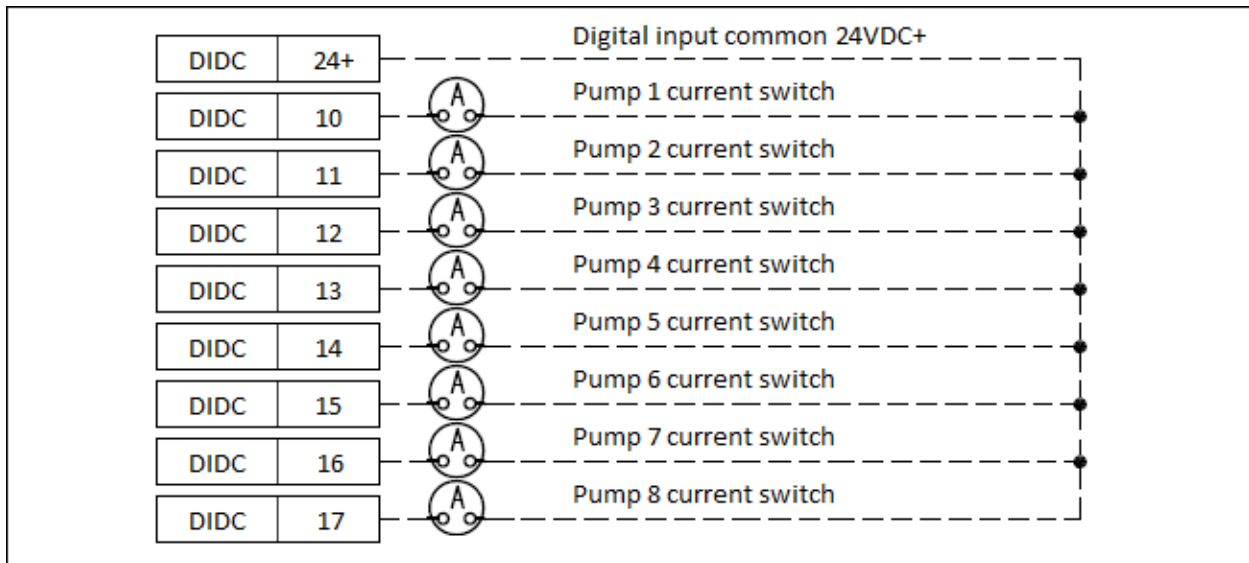 DIDC 24+ Digital input common 24VDC+
DIDC 10 A Pump 1 current switch
DIDC 11 A Pump 2 current switch
DIDC 12 A Pump 3 current switch
DIDC 13 A Pump 4 current switch
DIDC 14 A Pump 5 current switch
DIDC 15 A Pump 6 current switch
DIDC 16 A Pump 7 current switch
DIDC 17 A Pump 8 current switch